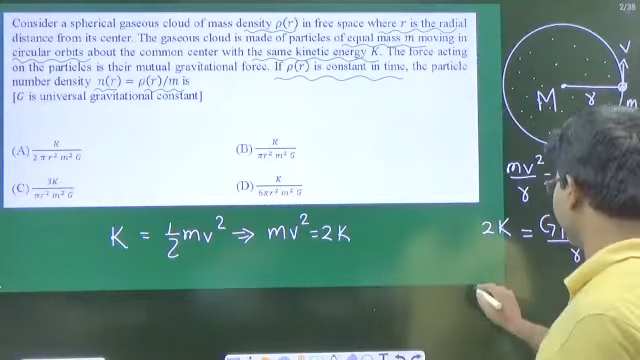 2/38
Consider a spherical gaseous cloud of mass density ρ(r) in free space where r is the radial
distance from its center. The gaseous cloud is made of particles of equal mass m moving in
circular orbits about the common center with the same kinetic energy K. The force acting
on the particles is their mutual gravitational force. If ρ(r) is constant in time, the particle
number density n(r) = ρ(r)/m is
[G is universal gravitational constant]
(A) K / 2 π r² m² G
(B) K / πr² m² G
(C) 3K / πr² m² G
(D) K / 6πr² m² G
V
M
r
m
mv² / r =
K = 1/2 mv² ⇒ mv² = 2K
2K = G / r